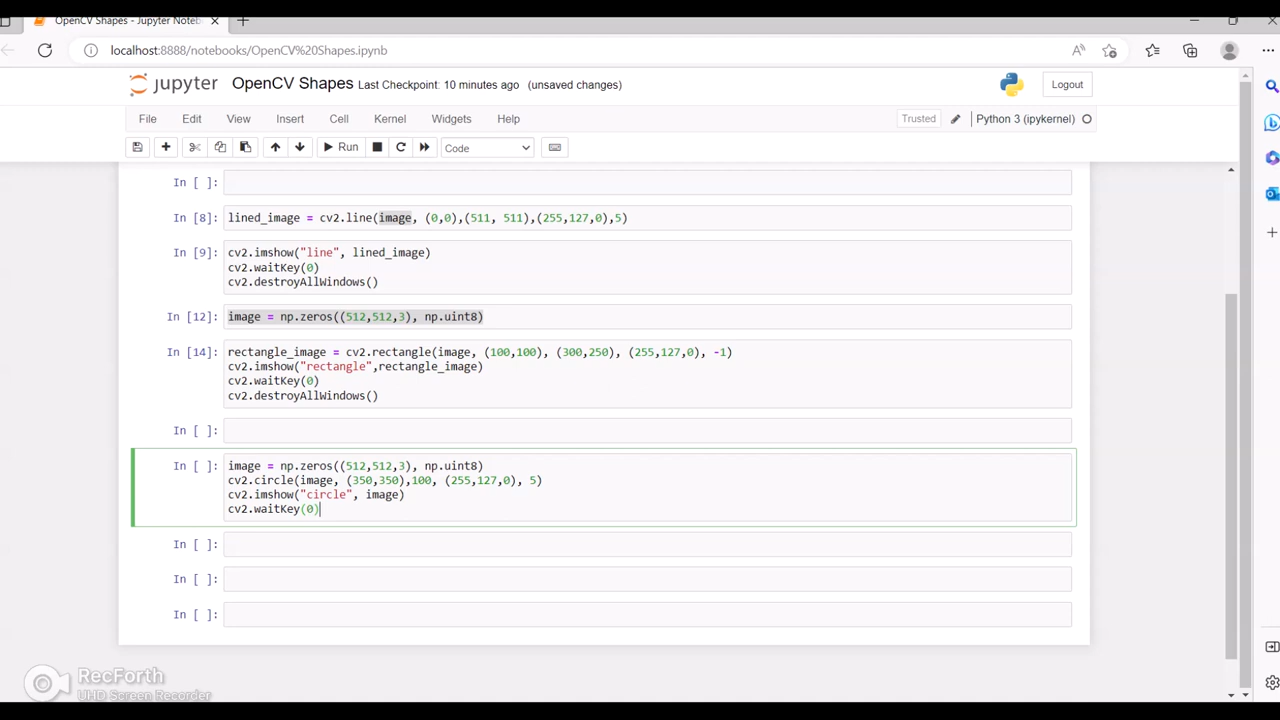 OpenCV Shapes - Jupyter Noteb
localhost:8888/notebooks/OpenCV%20Shapes.ipynb
jupyter OpenCV Shapes Last Checkpoint: 10 minutes ago (unsaved changes)
Logout
File Edit View Insert Cell Kernel Widgets Help
Trusted Python 3 (ipykernel)
Run Code
In [ ]:
In [8]: lined_image = cv2.line(image, (0,0),(511, 511),(255,127,0),5)
In [9]: cv2.imshow("line", lined_image)
cv2.waitKey(0)
cv2.destroyAllWindows()
In [12]: image = np.zeros((512,512,3), np.uint8)
In [14]: rectangle_image = cv2.rectangle(image, (100,100), (300,250), (255,127,0), -1)
cv2.imshow("rectangle",rectangle_image)
cv2.waitKey(0)
cv2.destroyAllWindows()
In [ ]:
In [ ]: image = np.zeros((512,512,3), np.uint8)
cv2.circle(image, (350,350),100, (255,127,0), 5)
cv2.imshow("circle", image)
cv2.waitKey(0)
In [ ]:
In [ ]:
In [ ]:
RecForth
UHD Screen Recorder